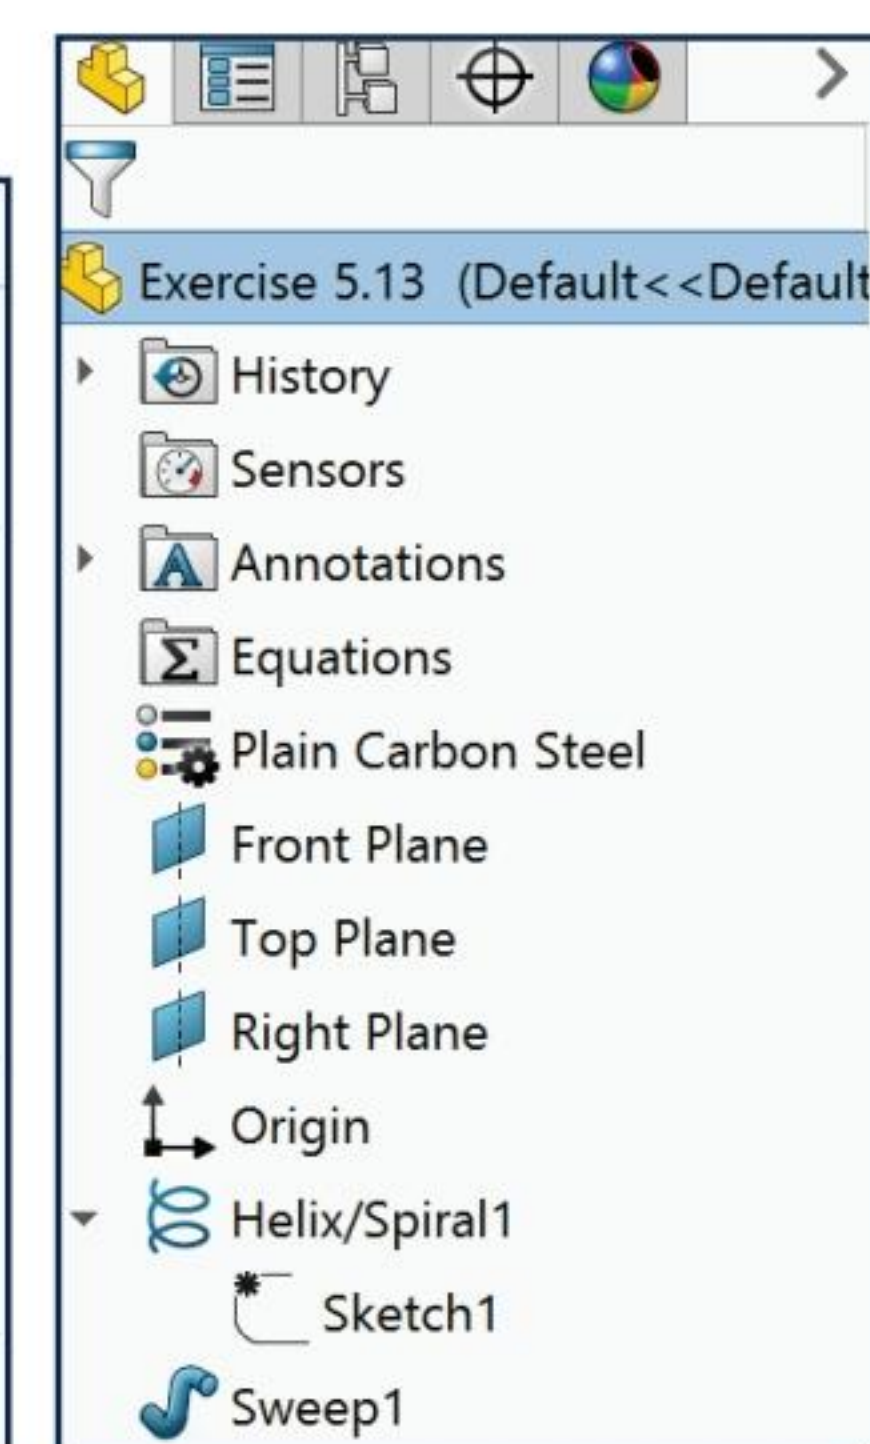 Exercise 5.13 (Default<<Default
History
Sensors
Annotations
Equations
Plain Carbon Steel
Front Plane
Top Plane
Right Plane
Origin
Helix/Spiral1
Sketch1
Sweep1